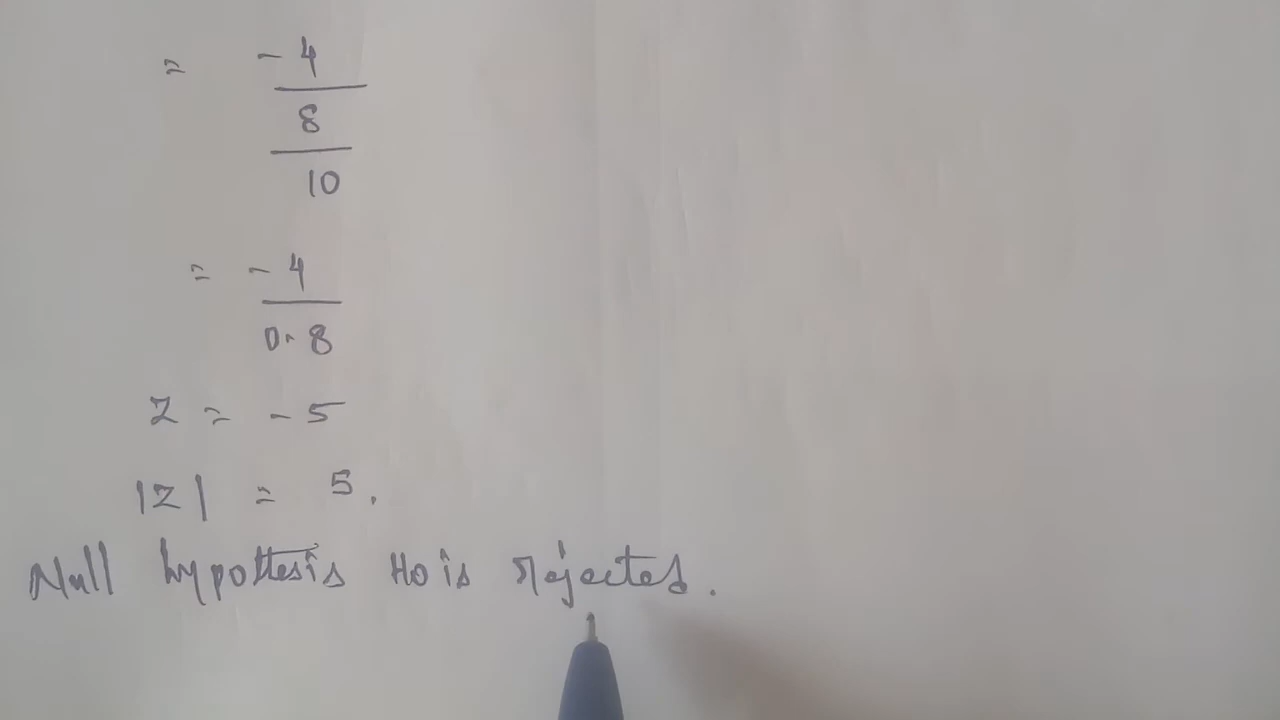 = -4
8
10
= -4
0.8
Z = -5
|Z| = 5.
Null hypothesis Ho is rejected.